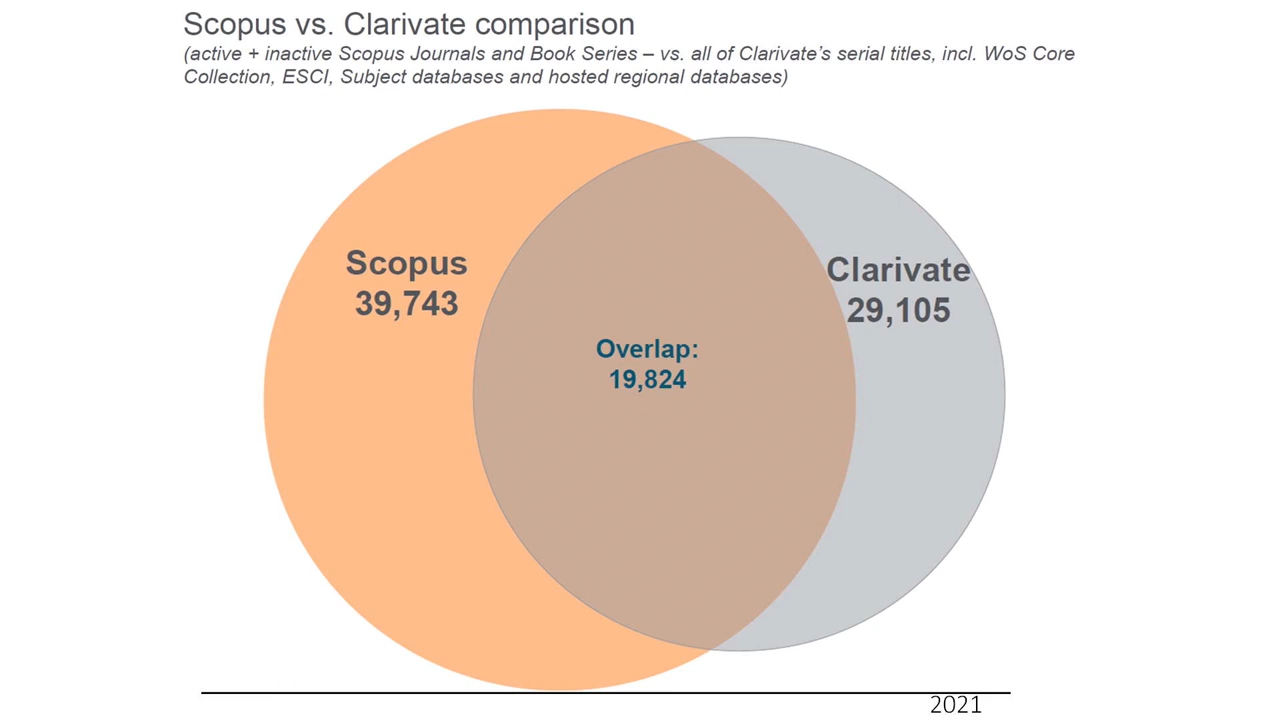 Scopus vs. Clarivate comparison
(active + inactive Scopus Journals and Book Series – vs. all of Clarivate's serial titles, incl. WoS Core
Collection, ESCI, Subject databases and hosted regional databases)
Scopus
39,743
Clarivate
29,105
Overlap:
19,824
2021